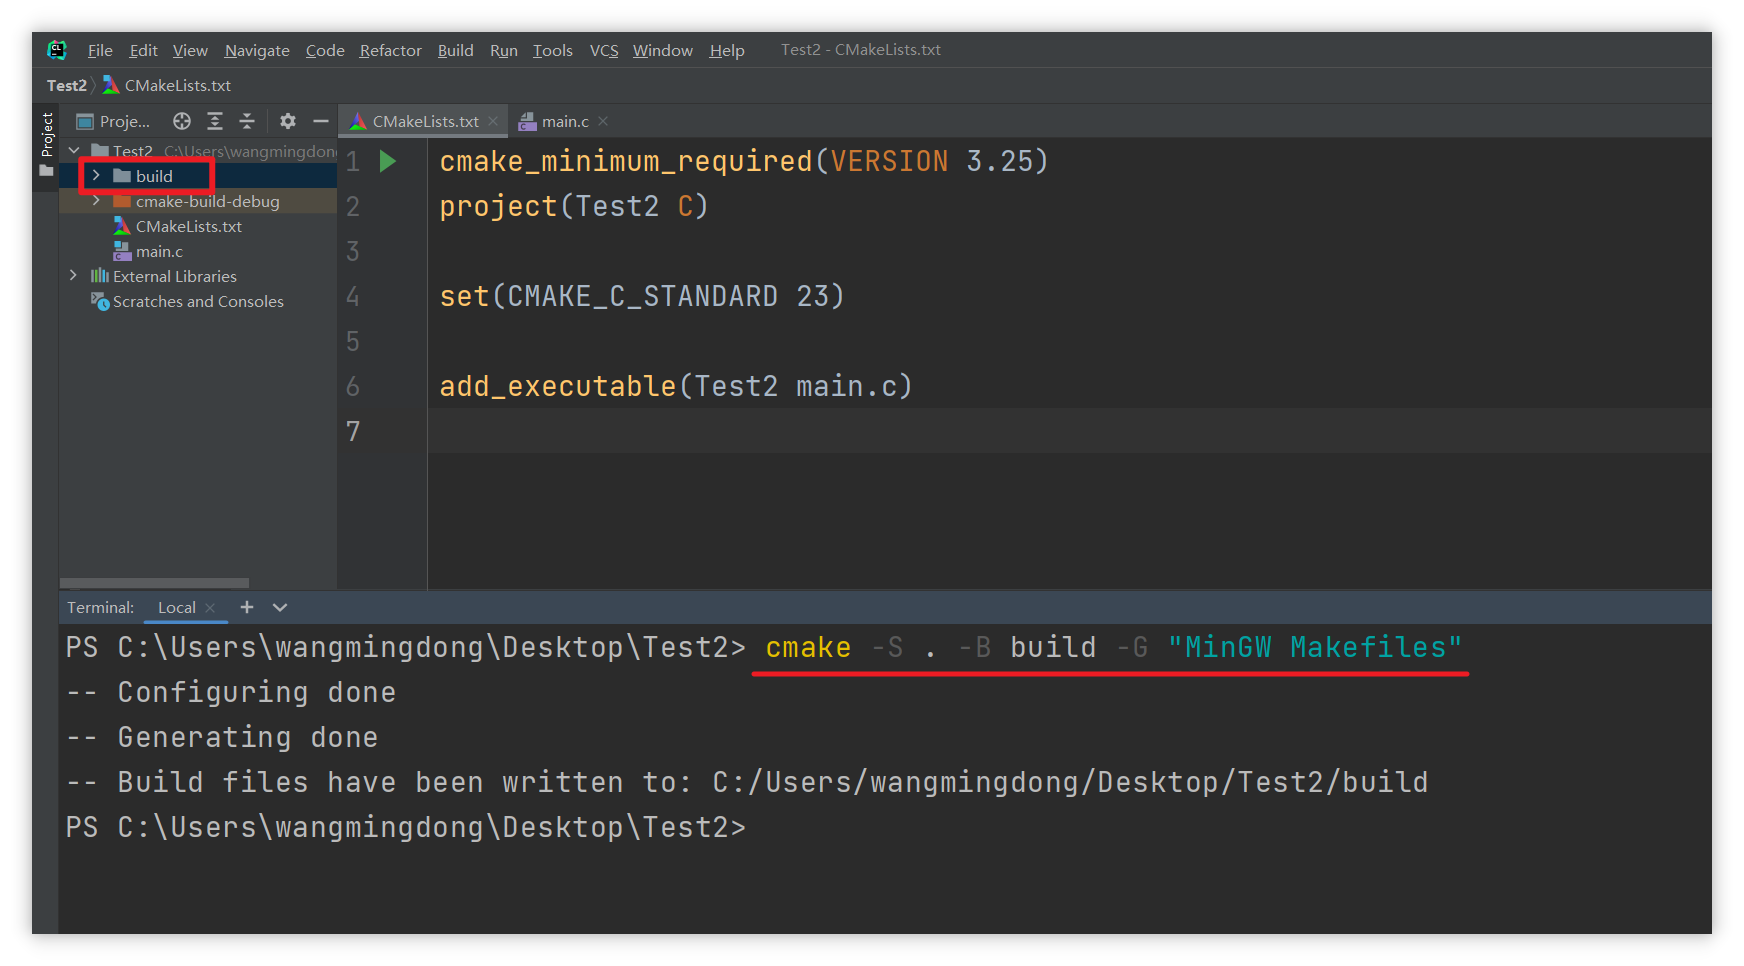 CL File Edit View Navigate Code Refactor Build Run Tools VCS Window Help Test2 - CMakeLists.txt
Test2 CMakeLists.txt
Project
Proje... CMakeLists.txt main.c
Test2 C:\Users\wangmingdon
build
cmake-build-debug
CMakeLists.txt
main.c
External Libraries
Scratches and Consoles
1 cmake_minimum_required(VERSION 3.25)
2 project(Test2 C)
3
4 set(CMAKE_C_STANDARD 23)
5
6 add_executable(Test2 main.c)
7
Terminal: Local
PS C:\Users\wangmingdong\Desktop\Test2> cmake -S . -B build -G "MinGW Makefiles"
-- Configuring done
-- Generating done
-- Build files have been written to: C:/Users/wangmingdong/Desktop/Test2/build
PS C:\Users\wangmingdong\Desktop\Test2>